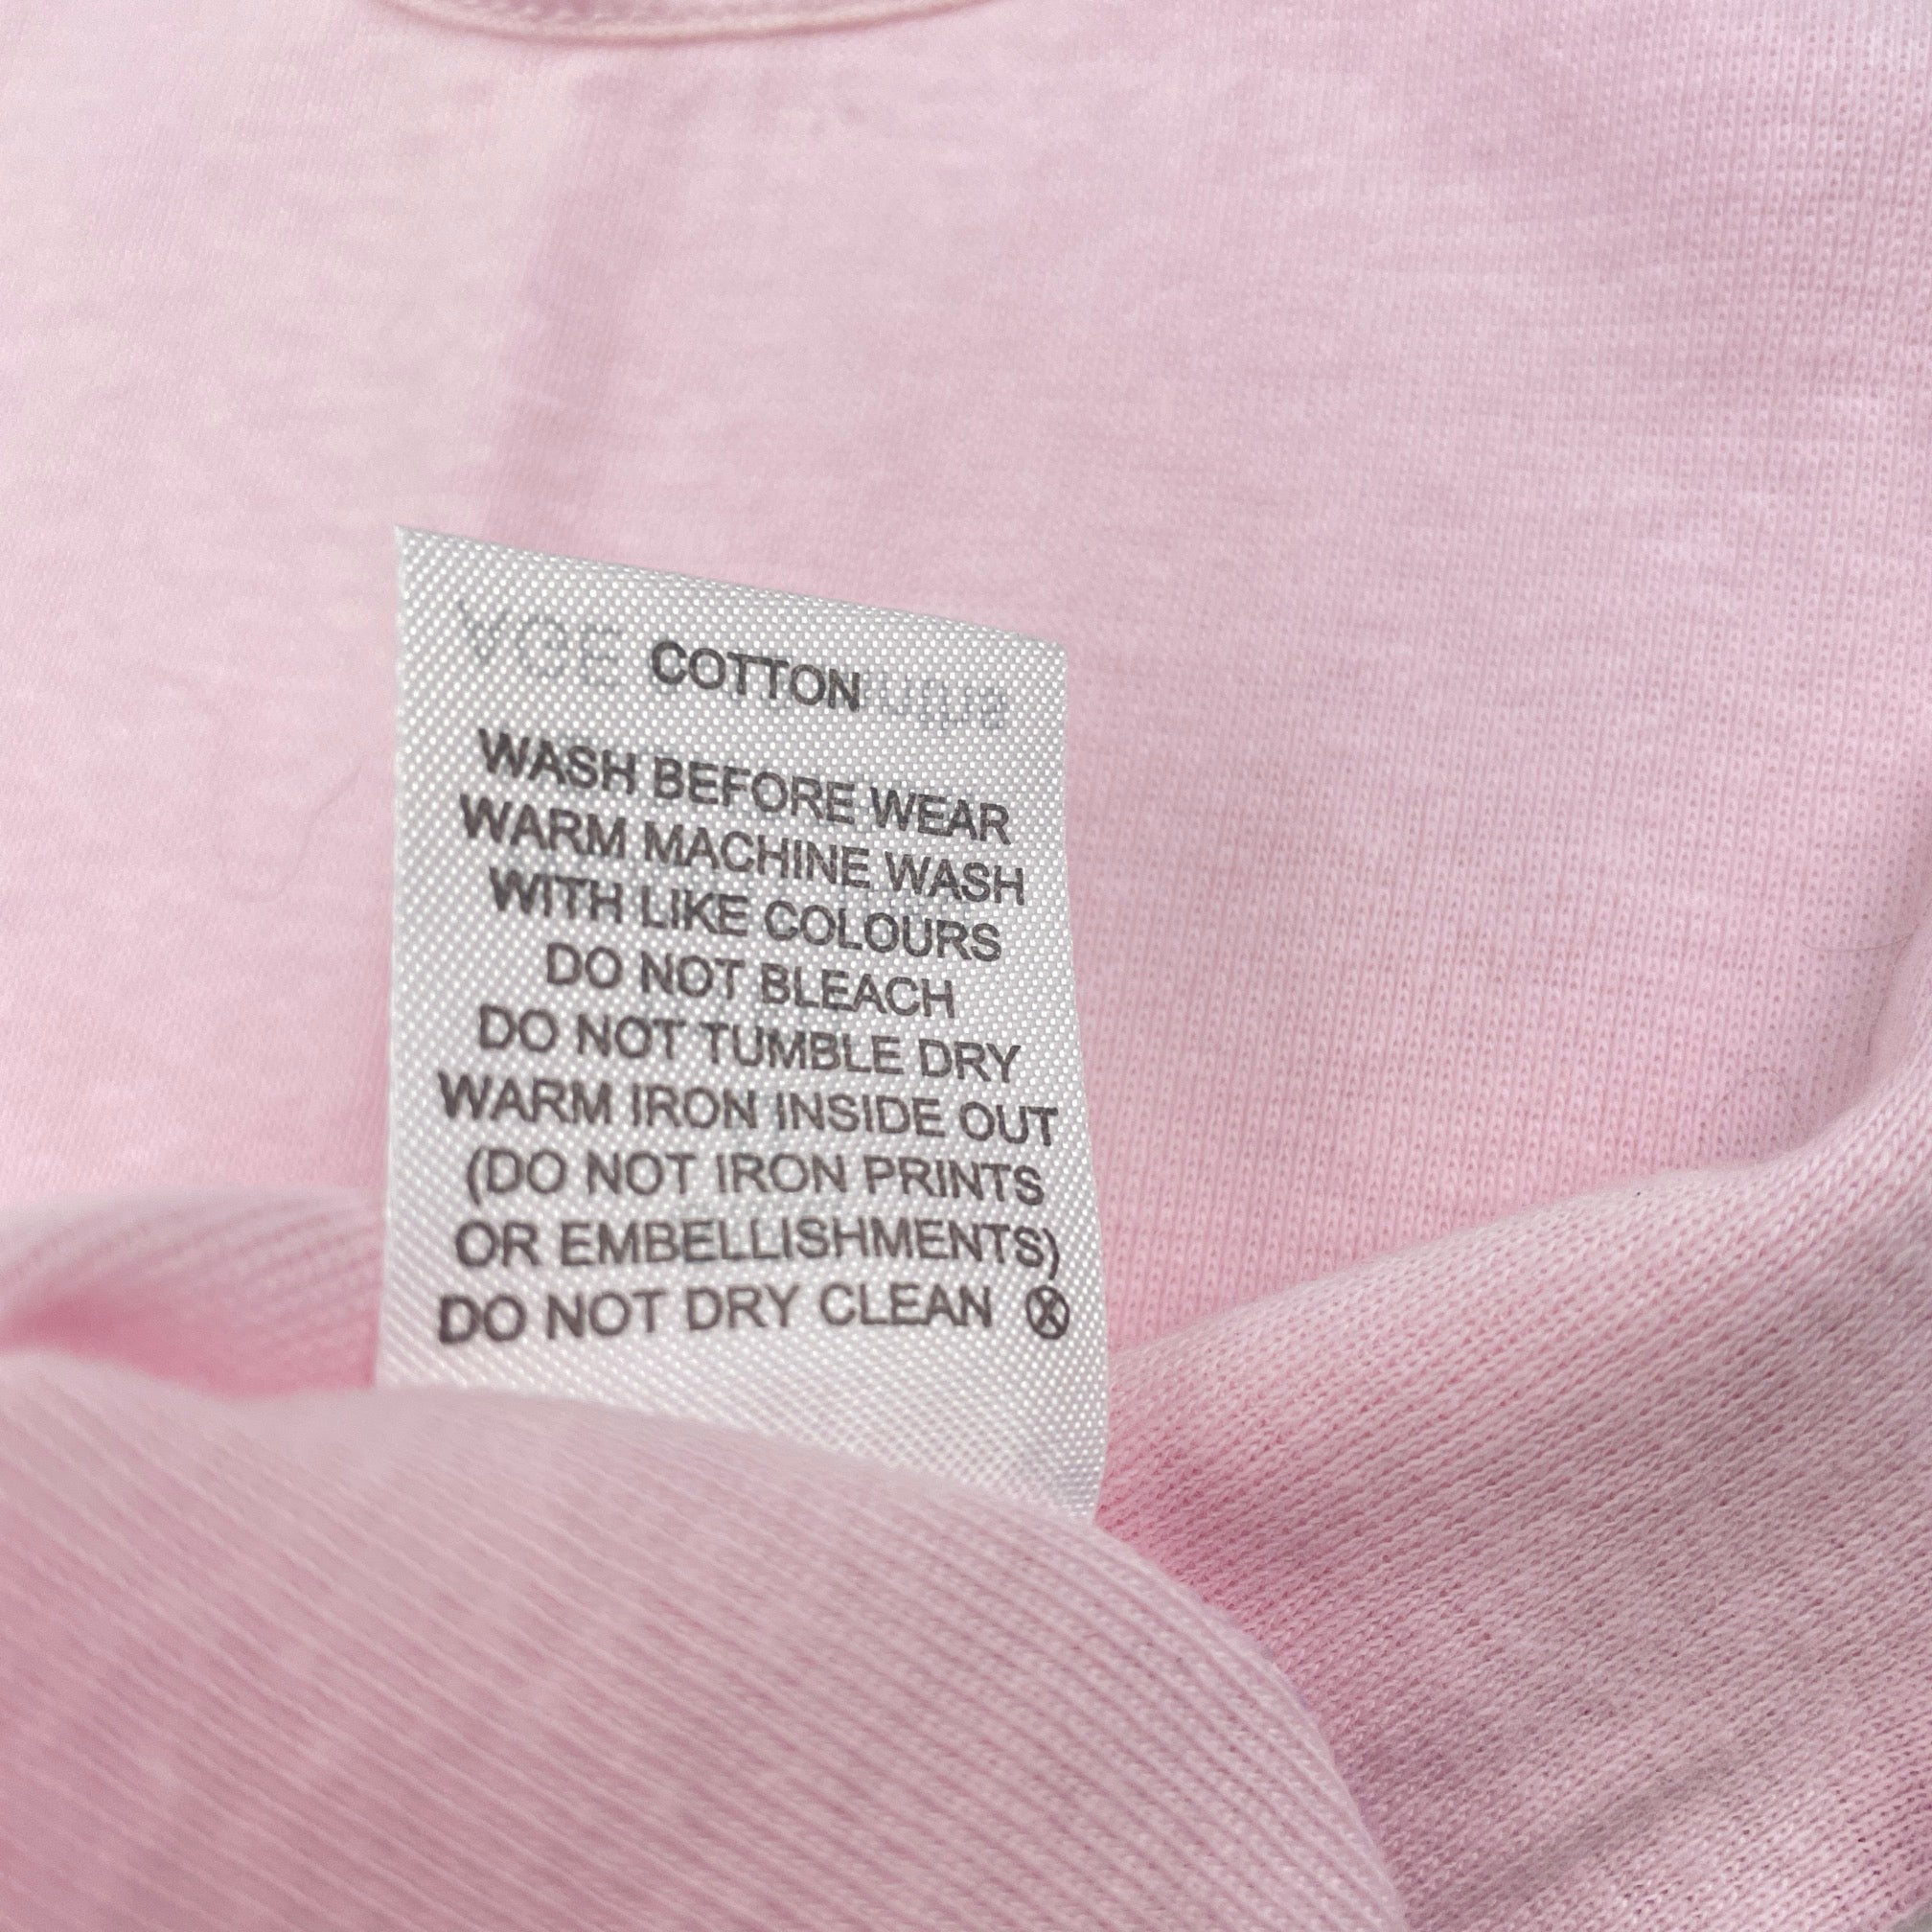 COTTON
WASH BEFORE WEAR
WARM MACHINE WASH
WITH LIKE COLOURS
DO NOT BLEACH
DO NOT TUMBLE DRY
WARM IRON INSIDE OUT
(DO NOT IRON PRINTS
OR EMBELLISHMENTS)
DO NOT DRY CLEAN